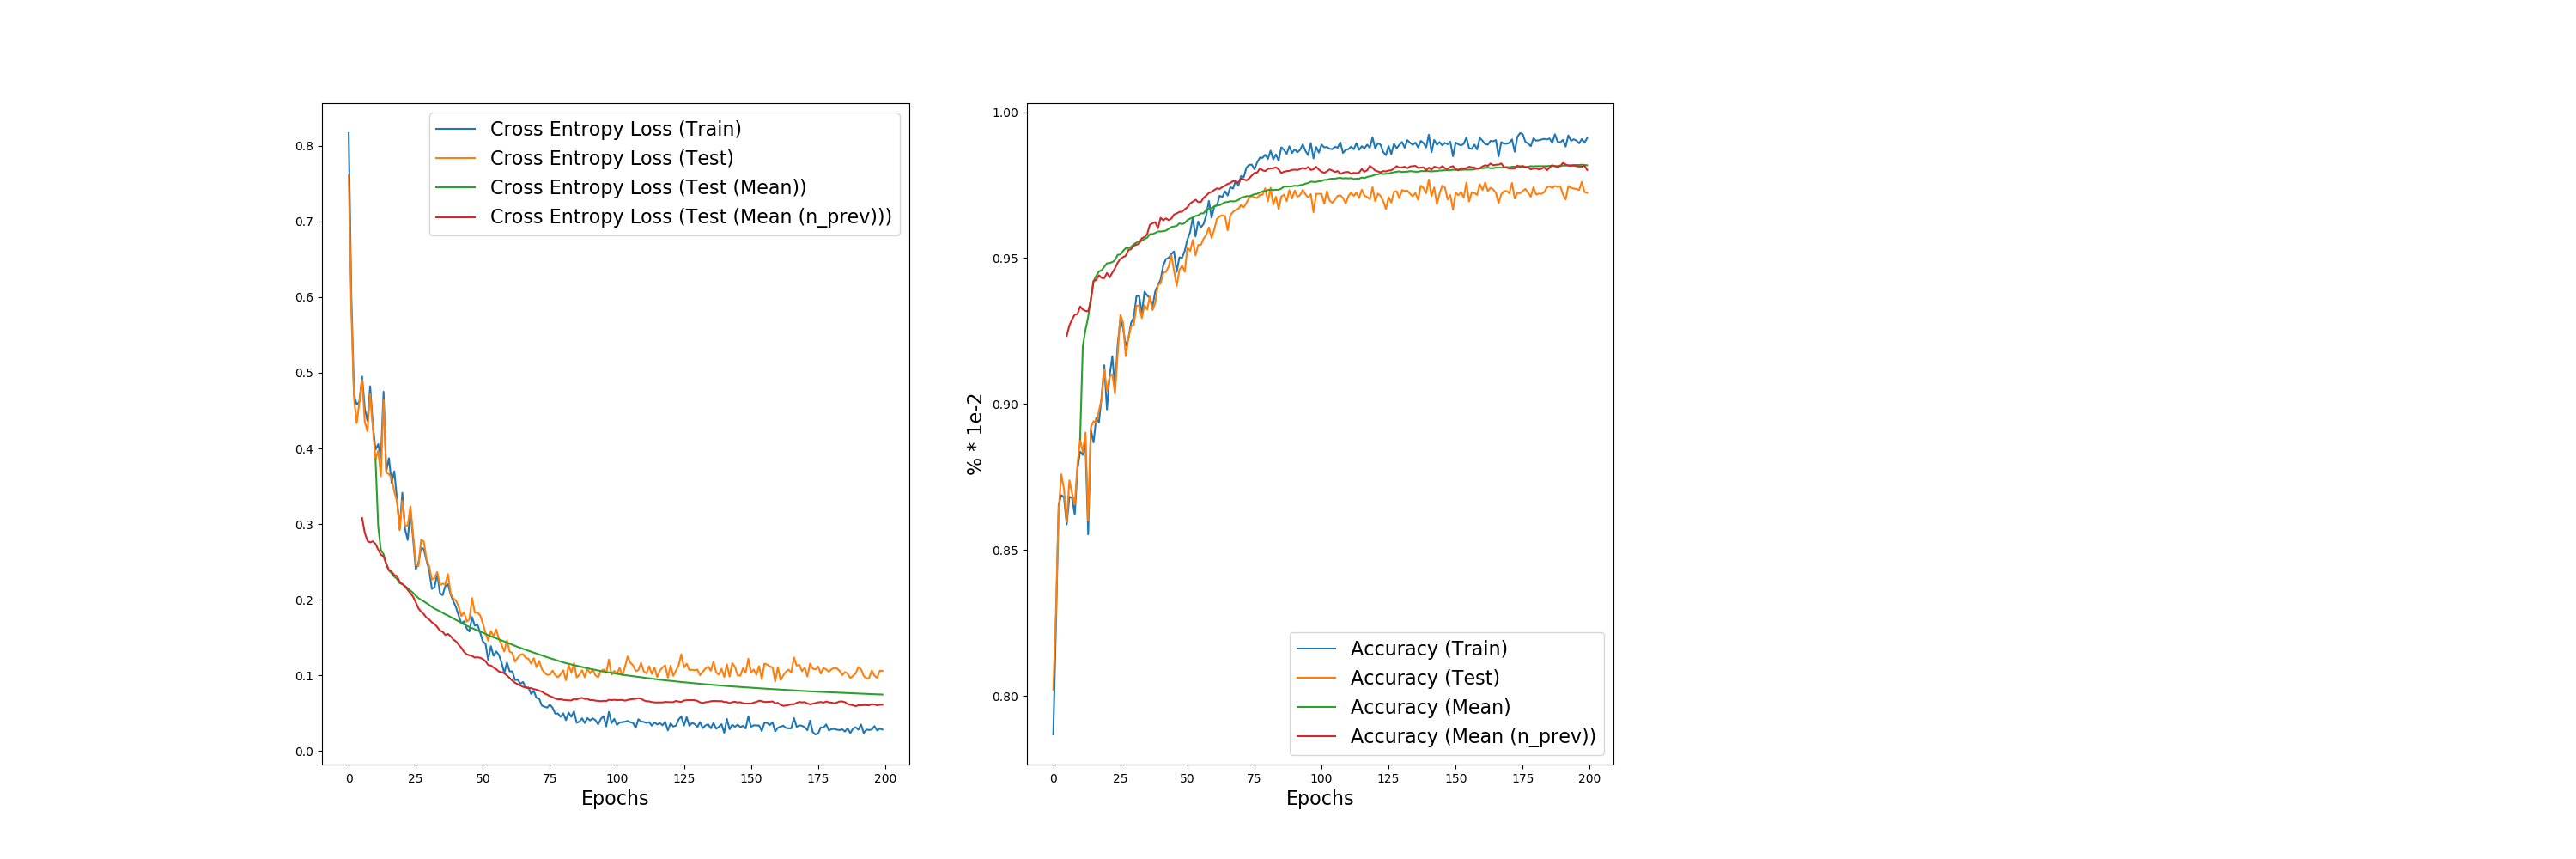 Cross Entropy Loss (Train)
Cross Entropy Loss (Test)
Cross Entropy Loss (Test (Mean))
Cross Entropy Loss (Test (Mean (n_prev)))
0.8
0.7
0.6
0.5
0.4
0.3
0.2
0.1
0.0
0 25 50 75 100 125 150 175 200
Epochs
% * 1e-2
1.00
0.95
0.90
0.85
0.80
Accuracy (Train)
Accuracy (Test)
Accuracy (Mean)
Accuracy (Mean (n_prev))
0 25 50 75 100 125 150 175 200
Epochs